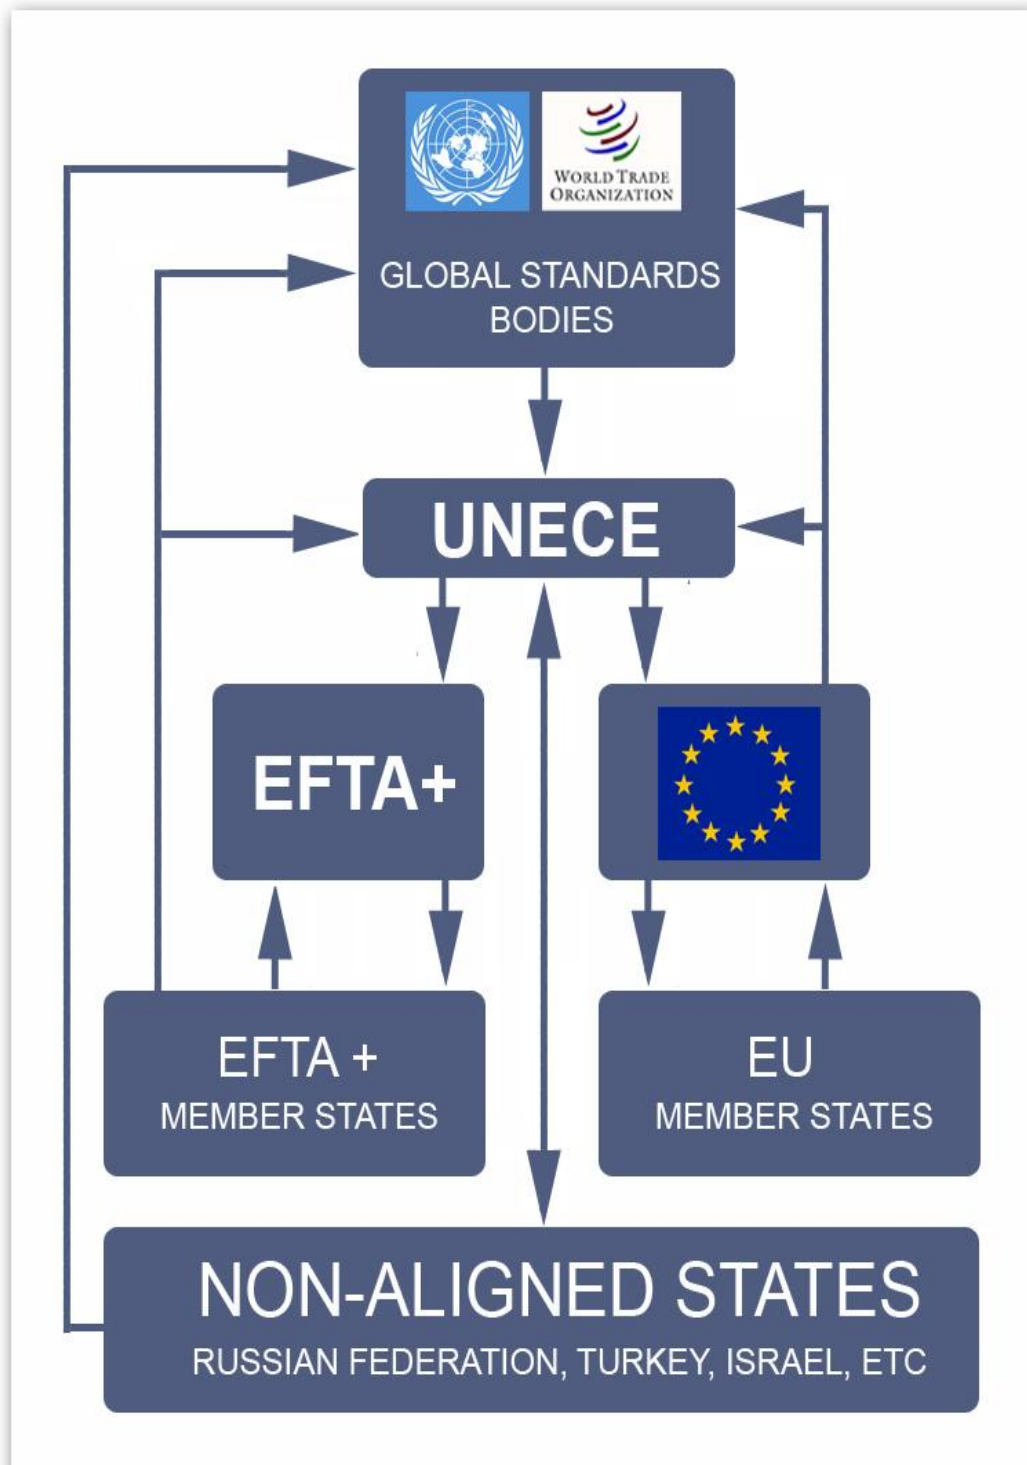 WORLD TRADE
ORGANIZATION
GLOBAL STANDARDS
BODIES
UNECE
EFTA+
EFTA +
MEMBER STATES
EU
MEMBER STATES
NON-ALIGNED STATES
RUSSIAN FEDERATION, TURKEY, ISRAEL, ETC